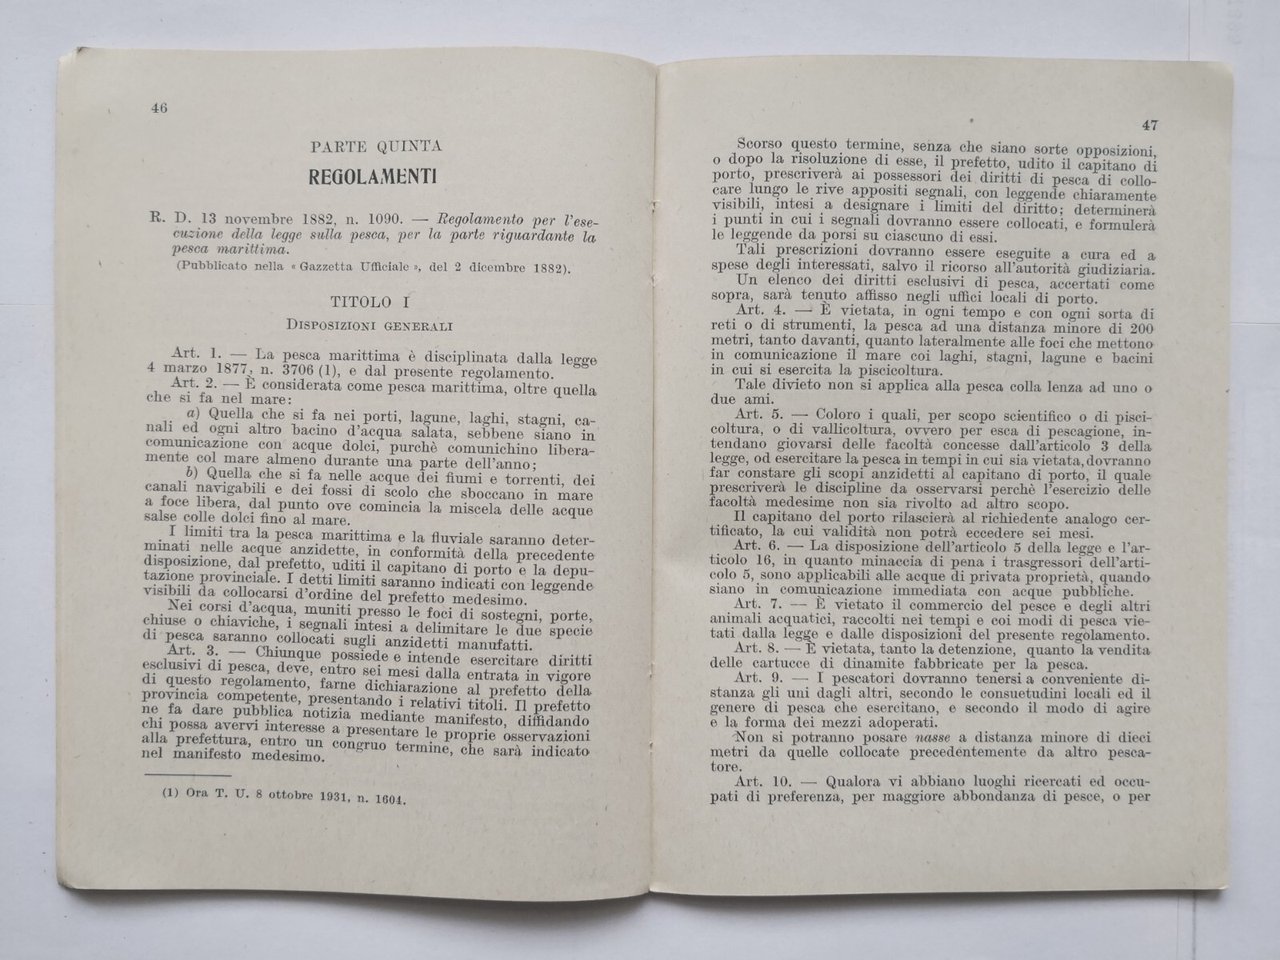 46
PARTE QUINTA
REGOLAMENTI
R. D. 13 novembre 1882, n. 1090. — Regolamento per l'ese-
cuzione della legge sulla pesca, per la parte riguardante la
pesca marittima.
(Pubblicato nella « Gazzetta Ufficiale », del 2 dicembre 1882).
TITOLO I
DISPOSIZIONI GENERALI
Art. 1. — La pesca marittima è disciplinata dalla legge
4 marzo 1877, n. 3706 (1), e dal presente regolamento.
Art. 2. — È considerata come pesca marittima, oltre quella
che si fa nel mare:
a) Quella che si fa nei porti, lagune, laghi, stagni, ca-
nali ed ogni altro bacino d'acqua salata, sebbene siano in
comunicazione con acque dolci, purchè comunichino libera-
mente col mare almeno durante una parte dell'anno;
b) Quella che si fa nelle acque dei fiumi e torrenti, dei
canali navigabili e dei fossi di scolo che sboccano in mare
a foce libera, dal punto ove comincia la miscela delle acque
salse colle dolci fino al mare.
I limiti tra la pesca marittima e la fluviale saranno deter-
minati nelle acque anzidette, in conformità della precedente
disposizione, dal prefetto, uditi il capitano di porto e la depu-
tazione provinciale. I detti limiti saranno indicati con leggende
visibili da collocarsi d'ordine del prefetto medesimo.
Nei corsi d'acqua, muniti presso le foci di sostegni, porte,
chiuse o chiaviche, i segnali intesi a delimitare le due specie
di pesca saranno collocati sugli anzidetti manufatti.
Art. 3. — Chiunque possiede e intende esercitare diritti
esclusivi di pesca, deve, entro sei mesi dalla entrata in vigore
di questo regolamento, farne dichiarazione al prefetto della
provincia competente, presentando i relativi titoli. Il prefetto
ne fa dare pubblica notizia mediante manifesto, diffidando
chi possa avervi interesse a presentare le proprie osservazioni
alla prefettura, entro un congruo termine, che sarà indicato
nel manifesto medesimo.
(1) Ora T. U. 8 ottobre 1931, n. 1604.
47
Scorso questo termine, senza che siano sorte opposizioni,
o dopo la risoluzione di esse, il prefetto, udito il capitano di
porto, prescriverà ai possessori dei diritti di pesca di collo-
care lungo le rive appositi segnali, con leggende chiaramente
visibili, intesi a designare i limiti del diritto; determinerà
i punti in cui i segnali dovranno essere collocati, e formulerà
le leggende da porsi su ciascuno di essi.
Tali prescrizioni dovranno essere eseguite a cura ed a
spese degli interessati, salvo il ricorso all'autorità giudiziaria.
Un elenco dei diritti esclusivi di pesca, accertati come
sopra, sarà tenuto affisso negli uffici locali di porto.
Art. 4. — È vietata, in ogni tempo e con ogni sorta di
reti o di strumenti, la pesca ad una distanza minore di 200
metri, tanto davanti, quanto lateralmente alle foci che mettono
in comunicazione il mare coi laghi, stagni, lagune e bacini
in cui si esercita la piscicoltura.
Tale divieto non si applica alla pesca colla lenza ad uno o
due ami.
Art. 5. — Coloro i quali, per scopo scientifico o di pisci-
coltura, o di vallicoltura, ovvero per esca di pescagione, in-
tendano giovarsi delle facoltà concesse dall'articolo 3 della
legge, od esercitare la pesca in tempi in cui sia vietata, dovranno
far constare gli scopi anzidetti al capitano di porto, il quale
prescriverà le discipline da osservarsi perchè l'esercizio delle
facoltà medesime non sia rivolto ad altro scopo.
Il capitano del porto rilascierà al richiedente analogo cer-
tificato, la cui validità non potrà eccedere sei mesi.
Art. 6. — La disposizione dell'articolo 5 della legge e l'ar-
ticolo 16, in quanto minaccia di pena i trasgressori dell'arti-
colo 5, sono applicabili alle acque di privata proprietà, quando
siano in comunicazione immediata con acque pubbliche.
Art. 7. — È vietato il commercio del pesce e degli altri
animali acquatici, raccolti nei tempi e coi modi di pesca vie-
tati dalla legge e dalle disposizioni del presente regolamento.
Art. 8. — È vietata, tanto la detenzione, quanto la vendita
delle cartucce di dinamite fabbricate per la pesca.
Art. 9. — I pescatori dovranno tenersi a conveniente di-
stanza gli uni dagli altri, secondo le consuetudini locali ed il
genere di pesca che esercitano, e secondo il modo di agire
e la forma dei mezzi adoperati.
Non si potranno posare nasse a distanza minore di dieci
metri da quelle collocate precedentemente da altro pesca-
tore.
Art. 10. — Qualora vi abbiano luoghi ricercati ed occu-
pati di preferenza, per maggiore abbondanza di pesce, o per